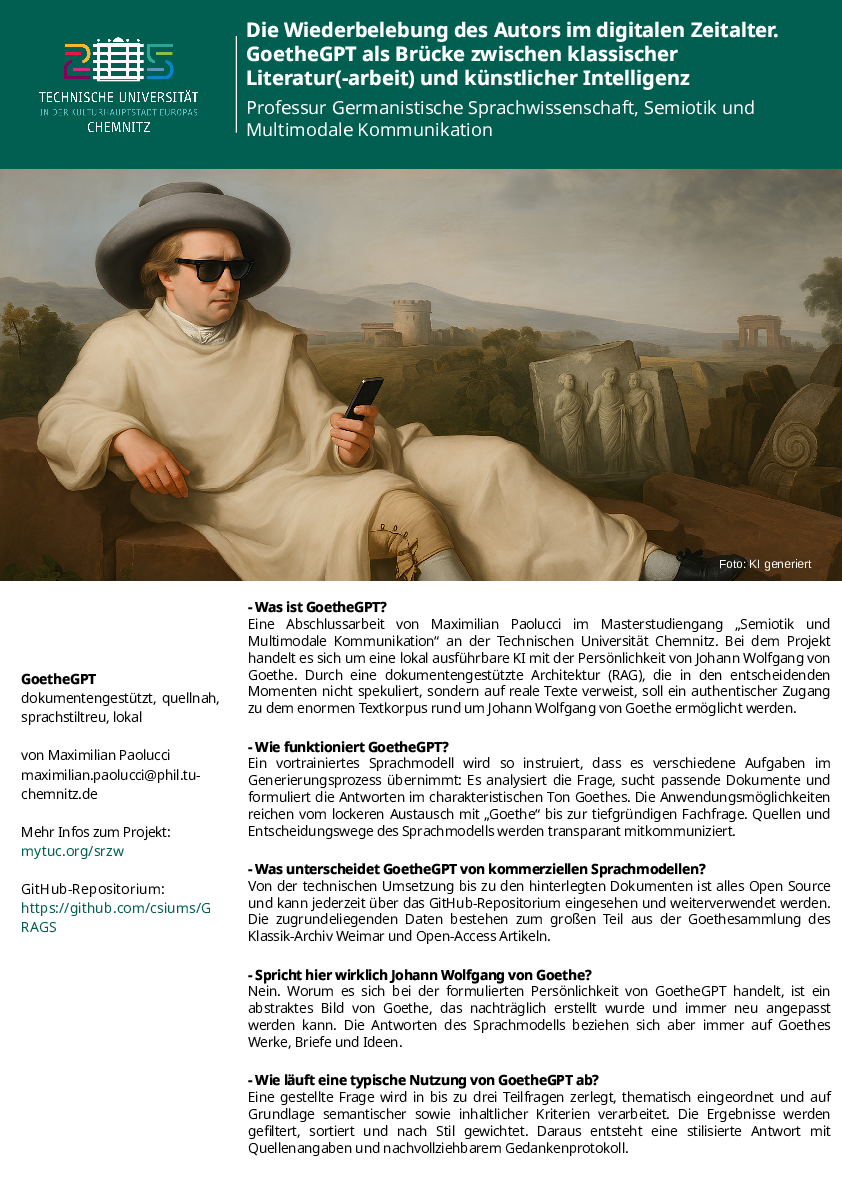 TECHNISCHE UNIVERSITÄT
IN DER KULTURHAUPTSTADT EUROPAS
CHEMNITZ
Die Wiederbelebung des Autors im digitalen Zeitalter.
GoetheGPT als Brücke zwischen klassischer
Literatur(-arbeit) und künstlicher Intelligenz
Professur Germanistische Sprachwissenschaft, Semiotik und
Multimodale Kommunikation
Foto: KI generiert
GoetheGPT
dokumentengestützt, quellnah,
sprachstiltreu, lokal
von Maximilian Paolucci
maximilian.paolucci@phil.tu-
chemnitz.de
Mehr Infos zum Projekt:
mytuc.org/srzw
GitHub-Repositorium:
https://github.com/csiums/G
RAGS
- Was ist GoetheGPT?
Eine Abschlussarbeit von Maximilian Paolucci im Masterstudiengang „Semiotik und
Multimodale Kommunikation“ an der Technischen Universität Chemnitz. Bei dem Projekt
handelt es sich um eine lokal ausführbare KI mit der Persönlichkeit von Johann Wolfgang von
Goethe. Durch eine dokumentengestützte Architektur (RAG), die in den entscheidenden
Momenten nicht spekuliert, sondern auf reale Texte verweist, soll ein authentischer Zugang
zu dem enormen Textkorpus rund um Johann Wolfgang von Goethe ermöglicht werden.
- Wie funktioniert GoetheGPT?
Ein vortrainiertes Sprachmodell wird so instruiert, dass es verschiedene Aufgaben im
Generierungsprozess übernimmt: Es analysiert die Frage, sucht passende Dokumente und
formuliert die Antworten im charakteristischen Ton Goethes. Die Anwendungsmöglichkeiten
reichen vom lockeren Austausch mit „Goethe“ bis zur tiefgründigen Fachfrage. Quellen und
Entscheidungswege des Sprachmodells werden transparant mitkommuniziert.
- Was unterscheidet GoetheGPT von kommerziellen Sprachmodellen?
Von der technischen Umsetzung bis zu den hinterlegten Dokumenten ist alles Open Source
und kann jederzeit über das GitHub-Repositorium eingesehen und weiterverwendet werden.
Die zugrundeliegenden Daten bestehen zum großen Teil aus der Goethesammlung des
Klassik-Archiv Weimar und Open-Access Artikeln.
- Spricht hier wirklich Johann Wolfgang von Goethe?
Nein. Worum es sich bei der formulierten Persönlichkeit von GoetheGPT handelt, ist ein
abstraktes Bild von Goethe, das nachträglich erstellt wurde und immer neu angepasst
werden kann. Die Antworten des Sprachmodells beziehen sich aber immer auf Goethes
Werke, Briefe und Ideen.
- Wie läuft eine typische Nutzung von GoetheGPT ab?
Eine gestellte Frage wird in bis zu drei Teilfragen zerlegt, thematisch eingeordnet und auf
Grundlage semantischer sowie inhaltlicher Kriterien verarbeitet. Die Ergebnisse werden
gefiltert, sortiert und nach Stil gewichtet. Daraus entsteht eine stilisierte Antwort mit
Quellenangaben und nachvollziehbarem Gedankenprotokoll.